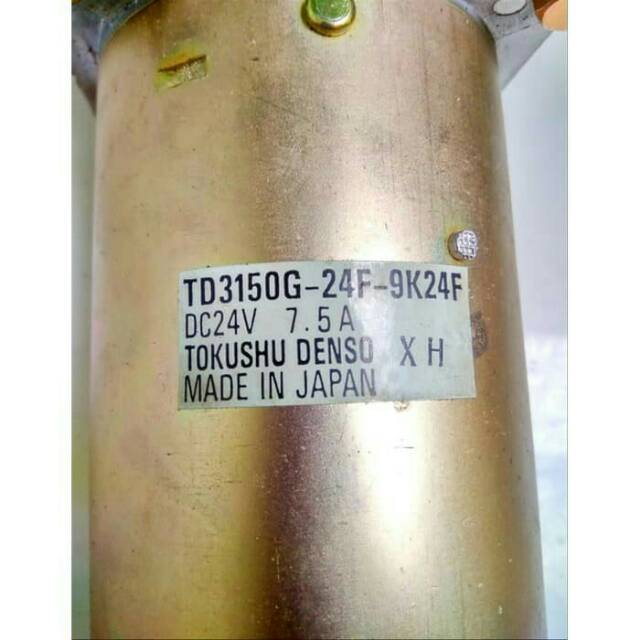 TD3150G-24F-9K24F
DC24V 7.5A
TOKUSHU DENSO XH
MADE IN JAPAN